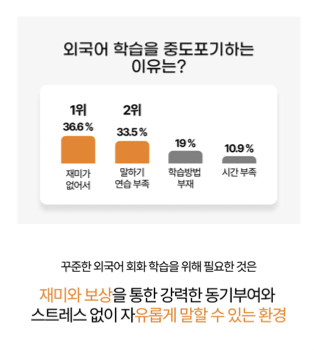 외국어 학습을 중도포기하는
이유는?
1위 2위
36.6 % 33.5 % 19 % 10.9 %
재미가 말하기 학습방법 시간 부족
없어서 연습 부족 부재
꾸준한 외국어 회화 학습을 위해 필요한 것은
재미와 보상을 통한 강력한 동기부여와
스트레스 없이 자유롭게 말할 수 있는 환경